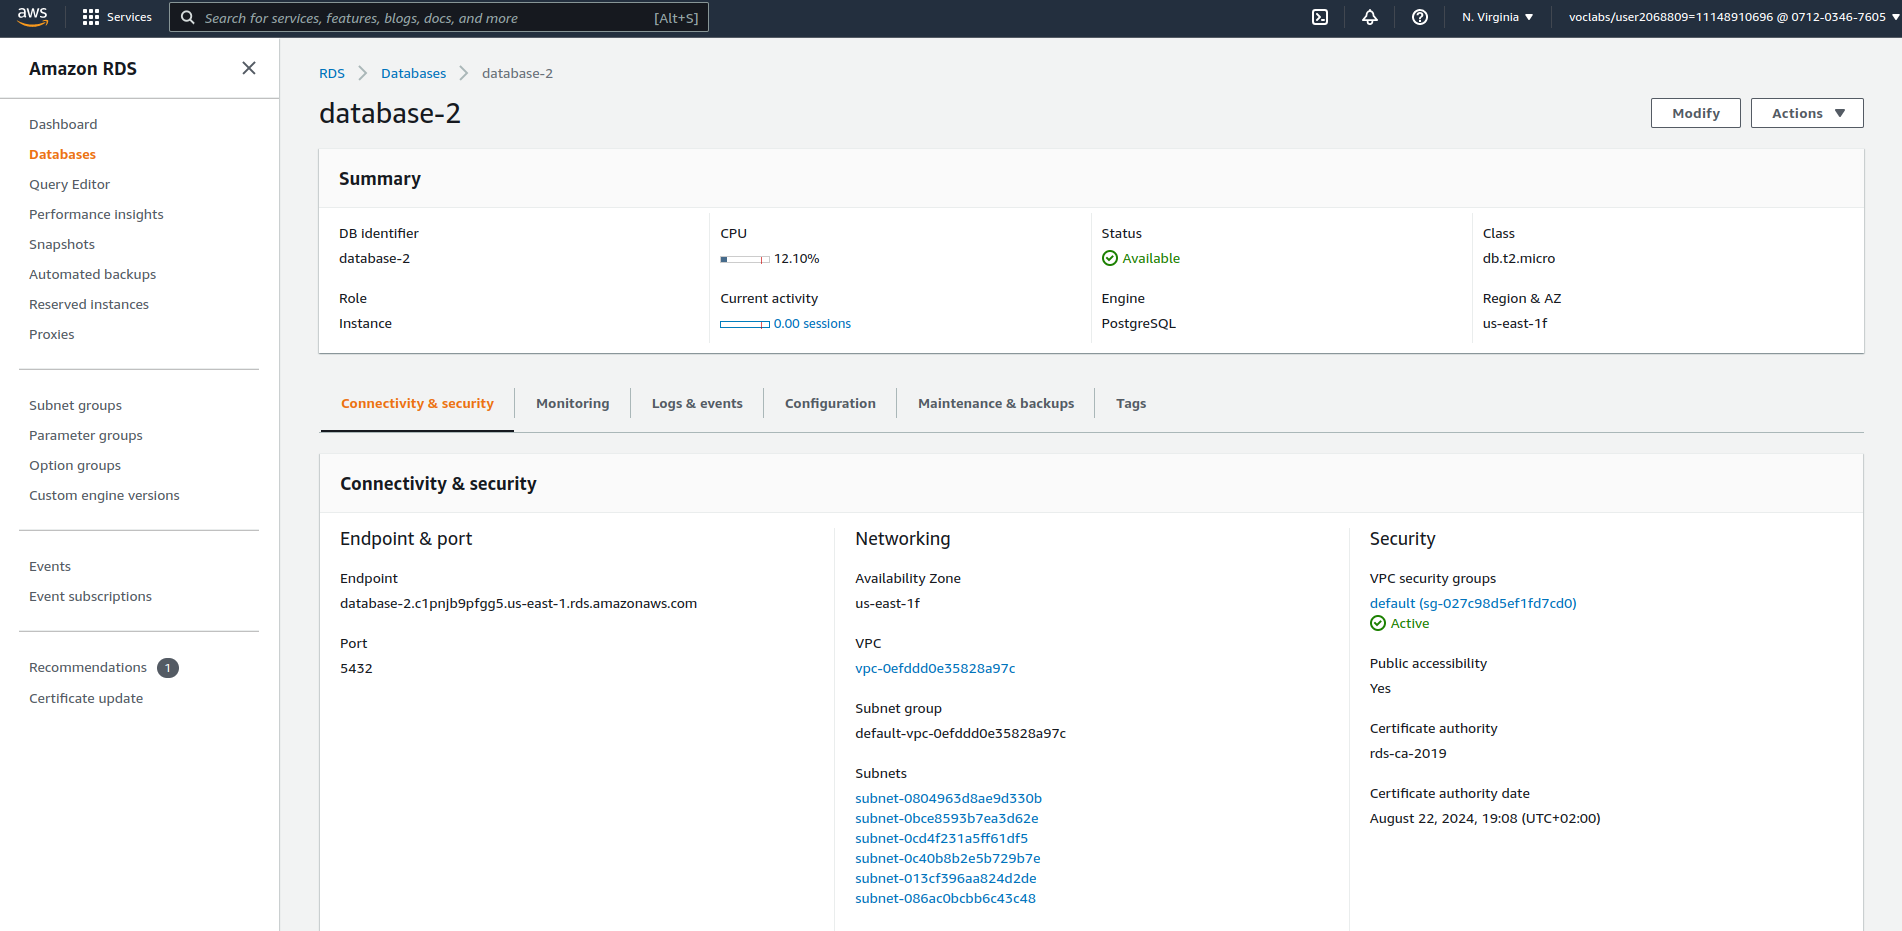 aws
Services
Search for services, features, blogs, docs, and more
[Alt+S]
N. Virginia
voclabs/user2068809=11148910696 @ 0712-0346-7605
Amazon RDS
Dashboard
Databases
Query Editor
Performance insights
Snapshots
Automated backups
Reserved instances
Proxies
Subnet groups
Parameter groups
Option groups
Custom engine versions
Events
Event subscriptions
Recommendations 1
Certificate update
RDS > Databases > database-2
database-2
Modify
Actions
Summary
DB identifier
database-2
Role
Instance
CPU
12.10%
Current activity
0.00 sessions
Status
Available
Engine
PostgreSQL
Class
db.t2.micro
Region & AZ
us-east-1f
Connectivity & security
Monitoring
Logs & events
Configuration
Maintenance & backups
Tags
Connectivity & security
Endpoint & port
Endpoint
database-2.c1pnjb9pfgg5.us-east-1.rds.amazonaws.com
Port
5432
Networking
Availability Zone
us-east-1f
VPC
vpc-0efddd0e35828a97c
Subnet group
default-vpc-0efddd0e35828a97c
Subnets
subnet-0804963d8ae9d330b
subnet-0bce8593b7ea3d62e
subnet-0cd4f231a5ff61df5
subnet-0c40b8b2e5b729b7e
subnet-013cf396aa824d2de
subnet-086ac0bcbb6c43c48
Security
VPC security groups
default (sg-027c98d5ef1fd7cd0)
Active
Public accessibility
Yes
Certificate authority
rds-ca-2019
Certificate authority date
August 22, 2024, 19:08 (UTC+02:00)